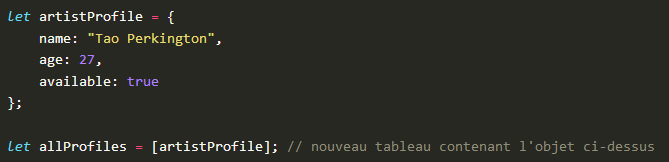 let artistProfile = {
    name: "Tao Perkington",
    age: 27,
    available: true
};

let allProfiles = [artistProfile]; // nouveau tableau contenant l'objet ci-dessus